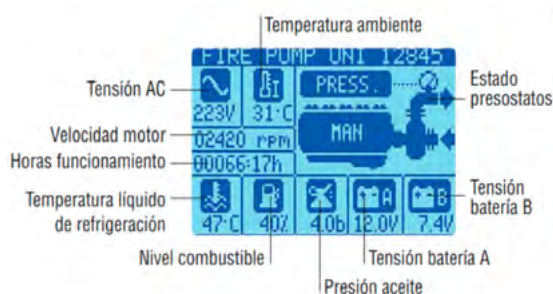 Temperatura ambiente
FIRE PUMP UNI 12845
Tensión AC
PRESS.
Estado
presostatos
223V
31°C
Velocidad motor
02420 rpm
MAN
Horas funcionamiento
00066:17h
Temperatura líquido
de refrigeración
A
B
Tensión
batería B
47°C
40%
4.0b
12.0V
7.4V
Nivel combustible
Tensión batería A
Presión aceite